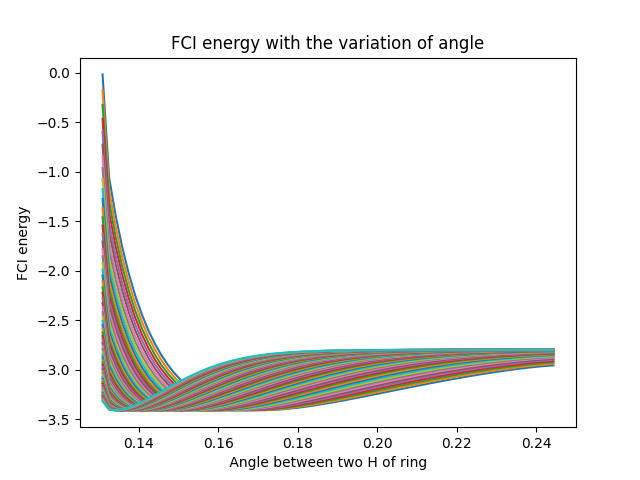 FCI energy with the variation of angle
0.0
−0.5
−1.0
−1.5
−2.0
−2.5
−3.0
−3.5
FCI energy
0.14 0.16 0.18 0.20 0.22 0.24
Angle between two H of ring